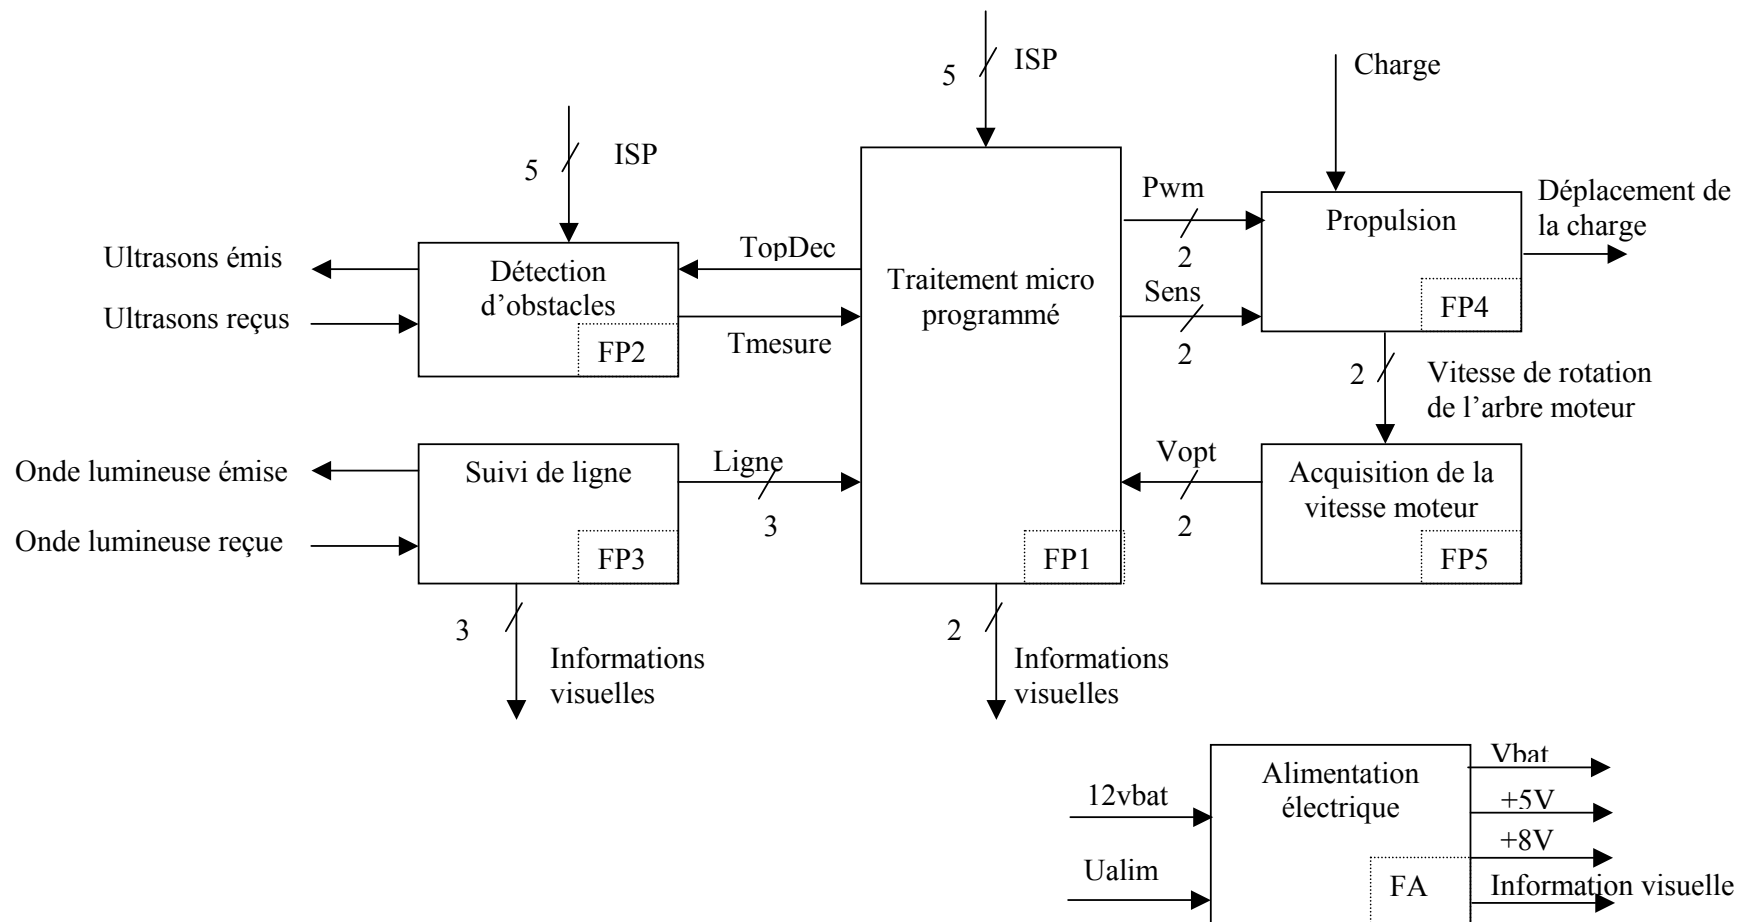 ISP
5
Charge
5
ISP
Pwm
2
Propulsion
Déplacement de
la charge
Ultrasons émis
Détection
d’obstacles
TopDec
Traitement micro
programmé
Sens
2
FP4
Ultrasons reçus
FP2
Tmesure
2
Vitesse de rotation
de l’arbre moteur
Onde lumineuse émise
Suivi de ligne
Ligne
3
Vopt
2
Acquisition de la
vitesse moteur
Onde lumineuse reçue
FP3
FP1
FP5
3
Informations
visuelles
2
Informations
visuelles
Alimentation
électrique
Vbat
12vbat
+5V
+8V
Ualim
FA
Information visuelle